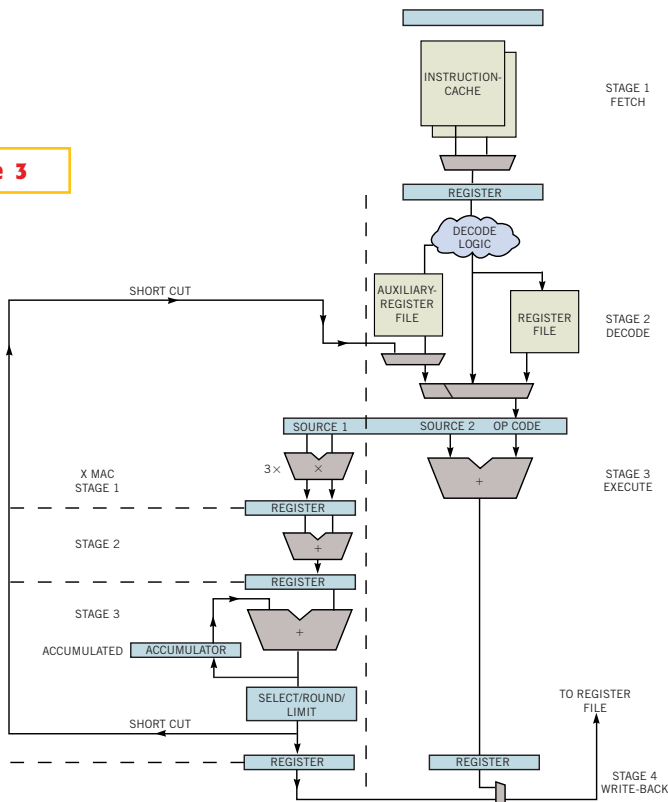 INSTRUCTION-
CACHE
STAGE 1
FETCH
3
REGISTER
DECODE
LOGIC
SHORT CUT
AUXILIARY-
REGISTER
FILE
REGISTER
FILE
STAGE 2
DECODE
SOURCE 1
SOURCE 2
OP CODE
3×
×
+
X MAC
STAGE 1
STAGE 3
EXECUTE
REGISTER
STAGE 2
+
REGISTER
STAGE 3
+
ACCUMULATED
ACCUMULATOR
SELECT/ROUND/
LIMIT
TO REGISTER
FILE
SHORT CUT
REGISTER
REGISTER
STAGE 4
WRITE-BACK